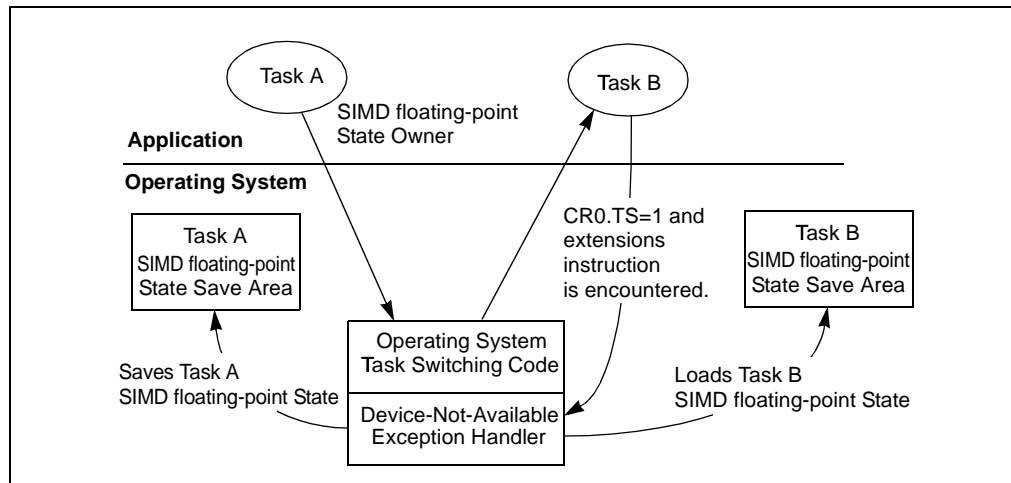 Task A
Task B
SIMD floating-point
State Owner
Application
Operating System
Task A
SIMD floating-point
State Save Area
CR0.TS=1 and
extensions
instruction
is encountered.
Task B
SIMD floating-point
State Save Area
Operating System
Task Switching Code
Saves Task A
SIMD floating-point State
Loads Task B
SIMD floating-point State
Device-Not-Available
Exception Handler